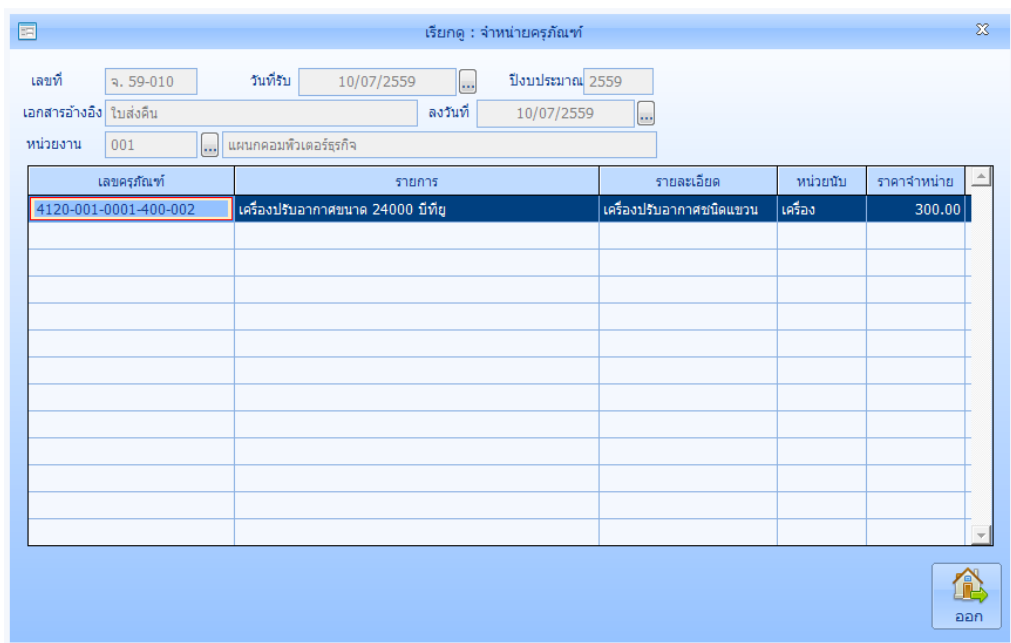 เรียกดู : จำหน่ายครุภัณฑ์
เลขที่ จ. 59-010 วันที่รับ 10/07/2559 ... ปีงบประมาณ 2559
เอกสารอ้างอิง ใบส่งคืน ลงวันที่ 10/07/2559 ...
หน่วยงาน 001 ... แผนกคอมพิวเตอร์ธุรกิจ
เลขครุภัณฑ์ รายการ รายละเอียด หน่วยนับ ราคาจำหน่าย
4120-001-0001-400-002 เครื่องปรับอากาศขนาด 24000 บีทียู เครื่องปรับอากาศชนิดแขวน เครื่อง 300.00
ออก